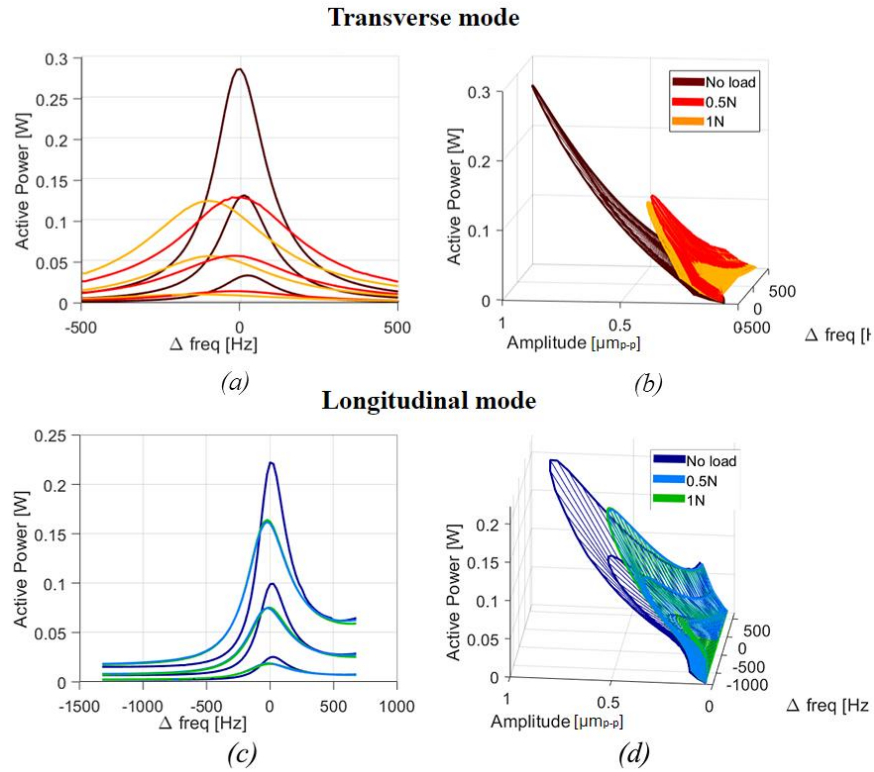 Transverse mode
Active Power [W]
0.3
0.25
0.2
0.15
0.1
0.05
0
-500
0
500
Δ freq [Hz]
(a)
Active Power [W]
0.3
0.2
0.1
0
1
0.5
0
-500
0
500
Amplitude [µmp-p]
Δ freq [H
No load
0.5N
1N
(b)
Longitudinal mode
Active Power [W]
0.25
0.2
0.15
0.1
0.05
0
-1500
-1000
-500
0
500
1000
Δ freq [Hz]
(c)
Active Power [W]
0.2
0.15
0.1
0.05
0
1
0.5
0
500
0
-500
-1000
Amplitude [µmp-p]
Δ freq [Hz
No load
0.5N
1N
(d)